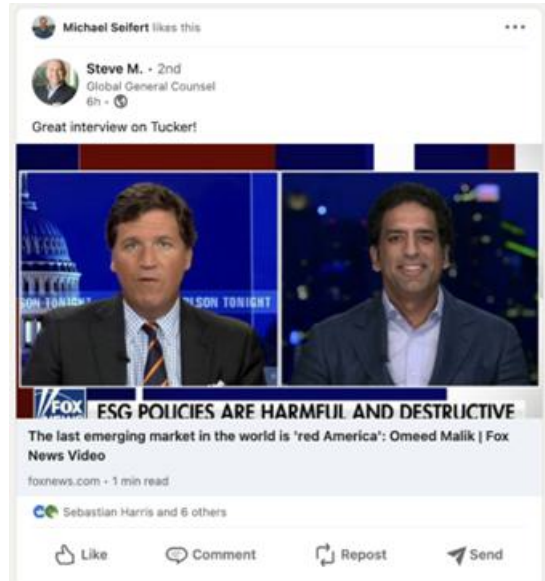 Michael Seifert likes this
Steve M. • 2nd
Global General Counsel
6h •
Great interview on Tucker!
SON TONIGHT
LSON TONIGHT
FOX
ESG POLICIES ARE HARMFUL AND DESTRUCTIVE
The last emerging market in the world is 'red America': Omeed Malik | Fox
News Video
foxnews.com • 1 min read
Sebastian Harris and 6 others
Like
Comment
Repost
Send